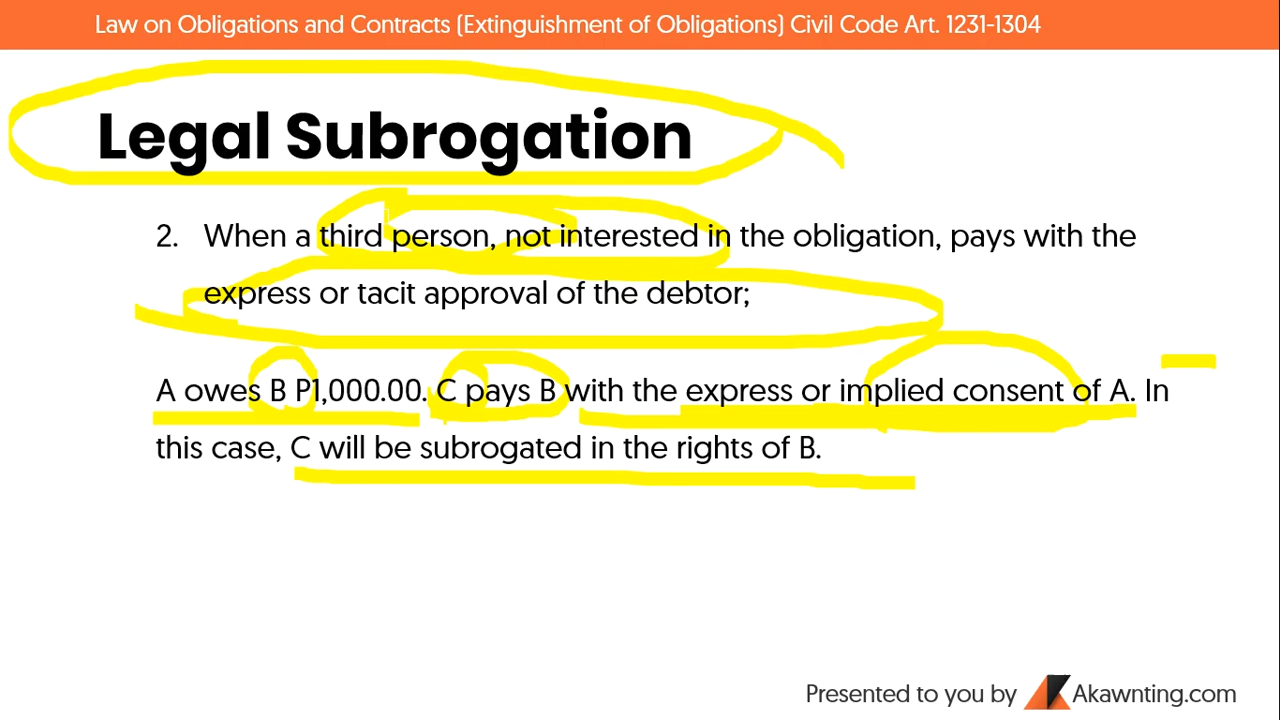 Law on Obligations and Contracts (Extinguishment of Obligations) Civil Code Art. 1231-1304
Legal Subrogation
2. When a third person, not interested in the obligation, pays with the
express or tacit approval of the debtor;
A owes B P1,000.00. C pays B with the express or implied consent of A. In
this case, C will be subrogated in the rights of B.
Presented to you by Akawnting.com